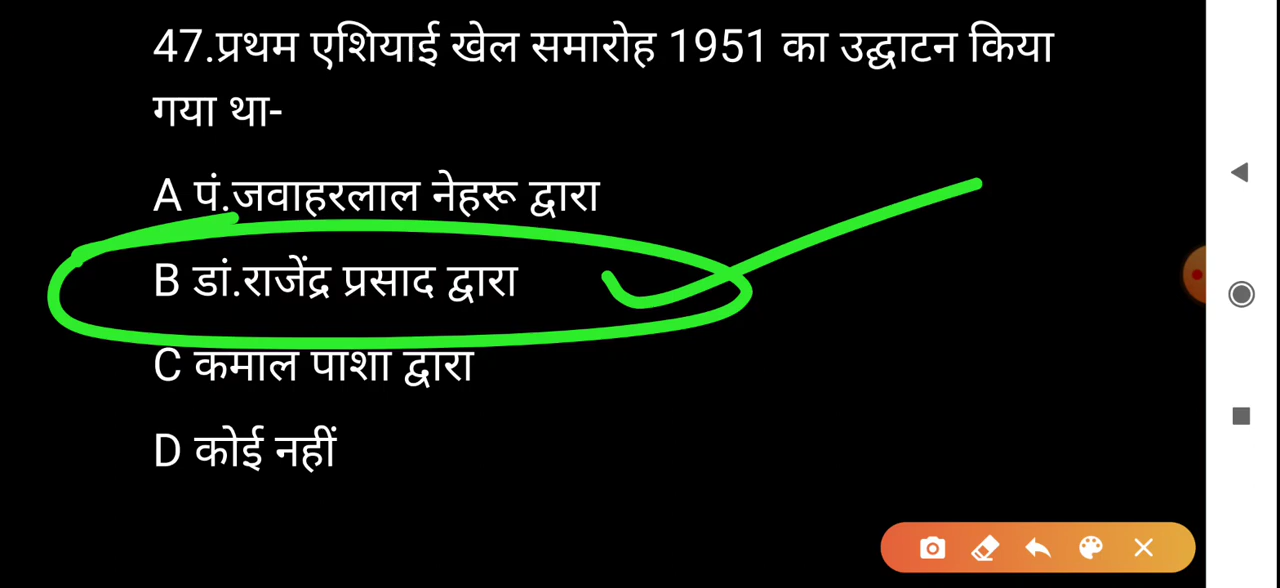 47.प्रथम एशियाई खेल समारोह 1951 का उद्घाटन किया
गया था-
A पं.जवाहरलाल नेहरू द्वारा
B डां.राजेंद्र प्रसाद द्वारा
C कमाल पाशा द्वारा
D कोई नहीं